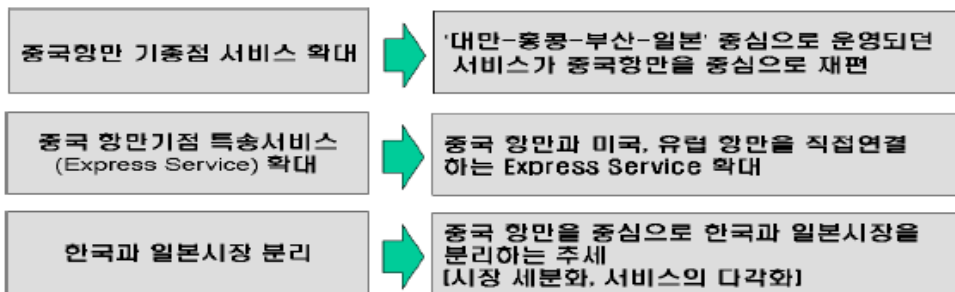 중국항만 기종점 서비스 확대
'대만-홍콩-부산-일본' 중심으로 운영되던
서비스가 중국항만을 중심으로 재편
중국 항만기점 특송서비스
(Express Service) 확대
중국 항만과 미국, 유럽 항만을 직접연결
하는 Express Service 확대
한국과 일본시장 분리
중국 항만을 중심으로 한국과 일본시장을
분리하는 추세
[시장 세분화, 서비스의 다각화]